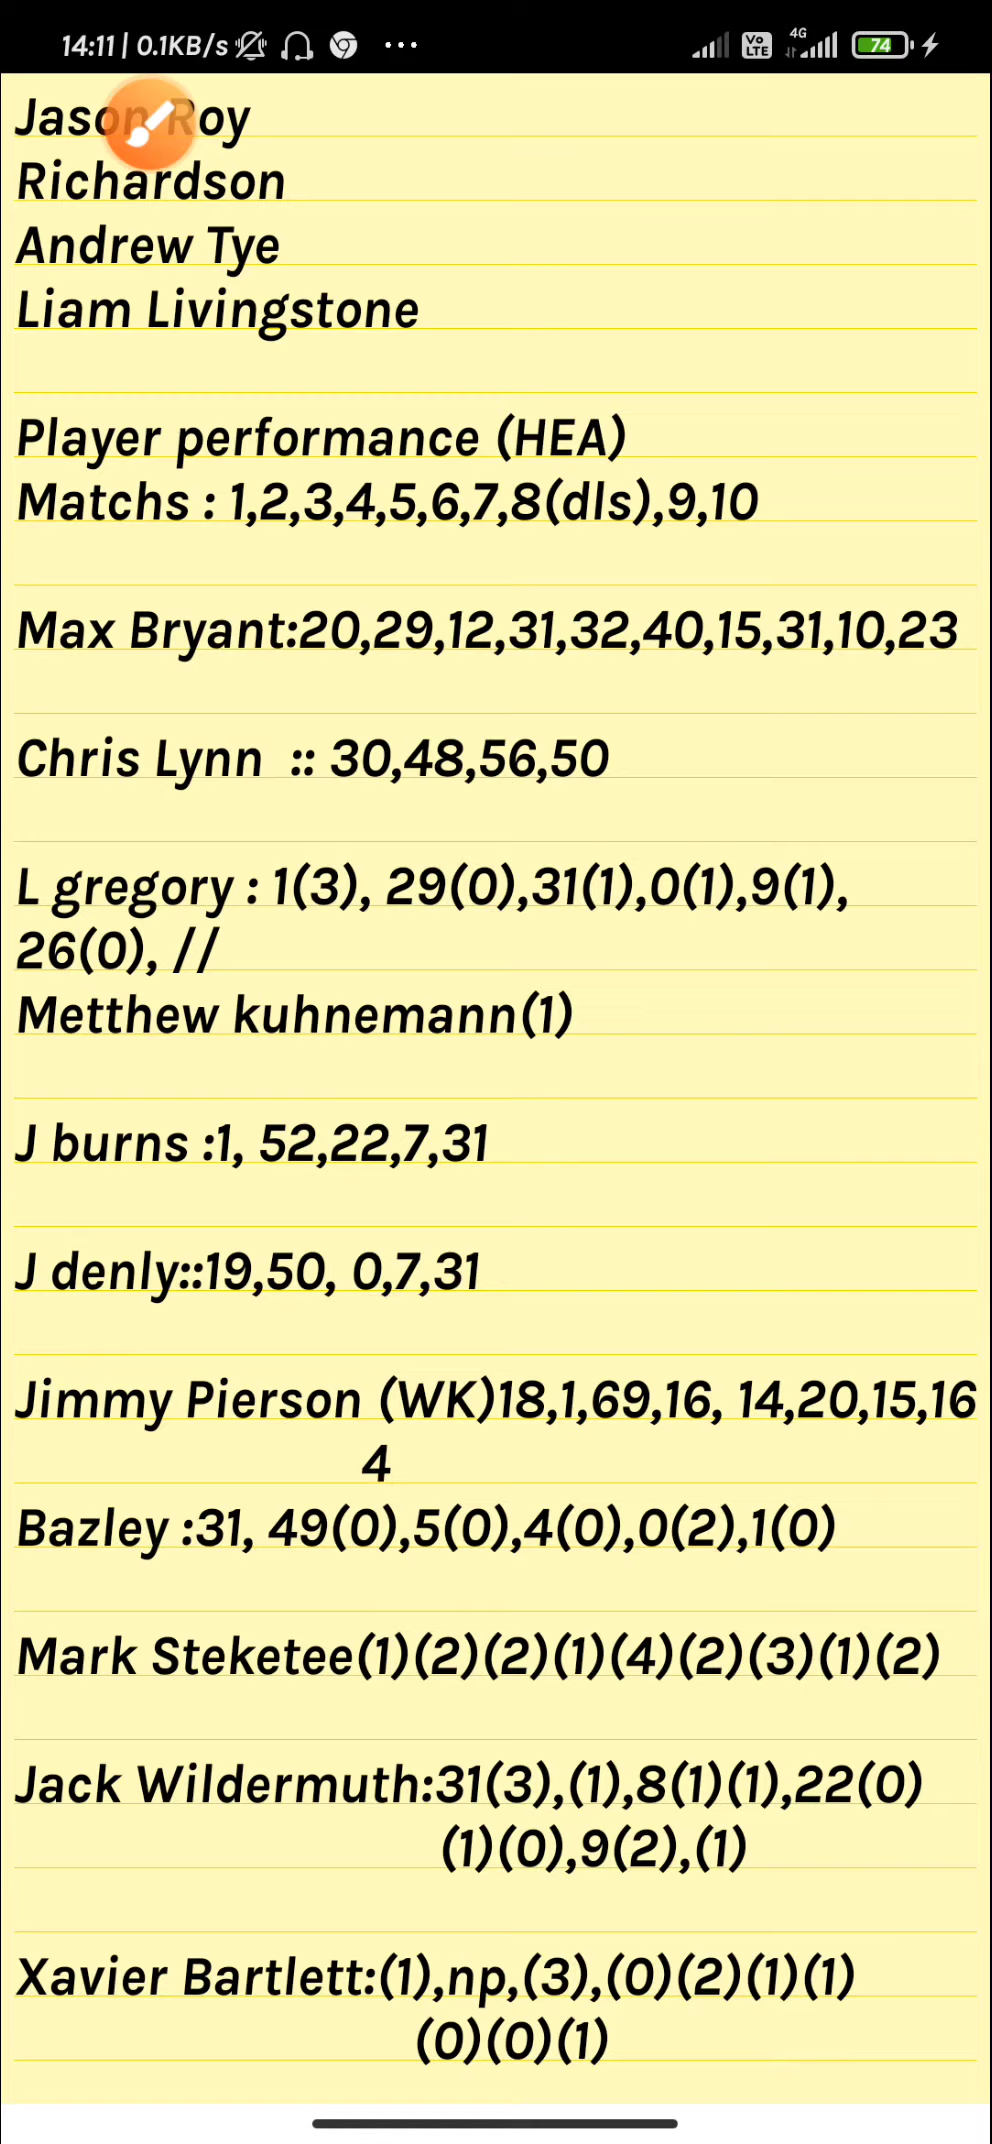 14:11 | 0.1KB/s ... Vo LTE 4G 74
Jason Roy
Richardson
Andrew Tye
Liam Livingstone
Player performance (HEA)
Matchs : 1,2,3,4,5,6,7,8(dls),9,10
Max Bryant:20,29,12,31,32,40,15,31,10,23
Chris Lynn :: 30,48,56,50
L gregory : 1(3), 29(0),31(1),0(1),9(1),
26(0), //
Metthew kuhnemann(1)
J burns :1, 52,22,7,31
J denly::19,50, 0,7,31
Jimmy Pierson (WK)18,1,69,16, 14,20,15,16
4
Bazley :31, 49(0),5(0),4(0),0(2),1(0)
Mark Steketee(1)(2)(2)(1)(4)(2)(3)(1)(2)
Jack Wildermuth:31(3),(1),8(1)(1),22(0)
(1)(0),9(2),(1)
Xavier Bartlett:(1),np,(3),(0)(2)(1)(1)
(0)(0)(1)